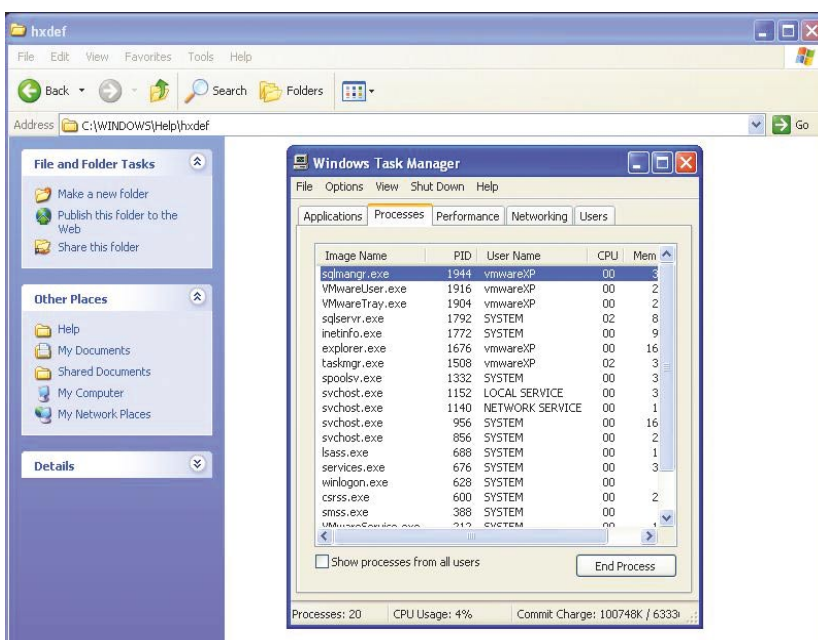 hxdef
File Edit View Favorites Tools Help
Back Search Folders
Address C:\WINDOWS\Help\hxdef Go
File and Folder Tasks
Make a new folder
Publish this folder to the
Web
Share this folder
Other Places
Help
My Documents
Shared Documents
My Computer
My Network Places
Details
Windows Task Manager
File Options View Shut Down Help
Applications Processes Performance Networking Users
Image Name PID User Name CPU Mem
sqlmangr.exe 1944 vmwareXP 00 3
VMwareUser.exe 1916 vmwareXP 00 2
VMwareTray.exe 1904 vmwareXP 00 2
sqlservr.exe 1792 SYSTEM 02 8
inetinfo.exe 1772 SYSTEM 00 9
explorer.exe 1676 vmwareXP 00 16
taskmgr.exe 1508 vmwareXP 02 3
spoolsv.exe 1332 SYSTEM 00 3
svchost.exe 1152 LOCAL SERVICE 00 3
svchost.exe 1140 NETWORK SERVICE 00 1
svchost.exe 956 SYSTEM 00 16
svchost.exe 856 SYSTEM 00 2
lsass.exe 688 SYSTEM 00 1
services.exe 676 SYSTEM 00 3
winlogon.exe 628 SYSTEM 00
csrss.exe 600 SYSTEM 00 2
smss.exe 388 SYSTEM 00
VMwareService.exe 212 SYSTEM 00 1
Show processes from all users
End Process
Processes: 20 CPU Usage: 4% Commit Charge: 100748K /